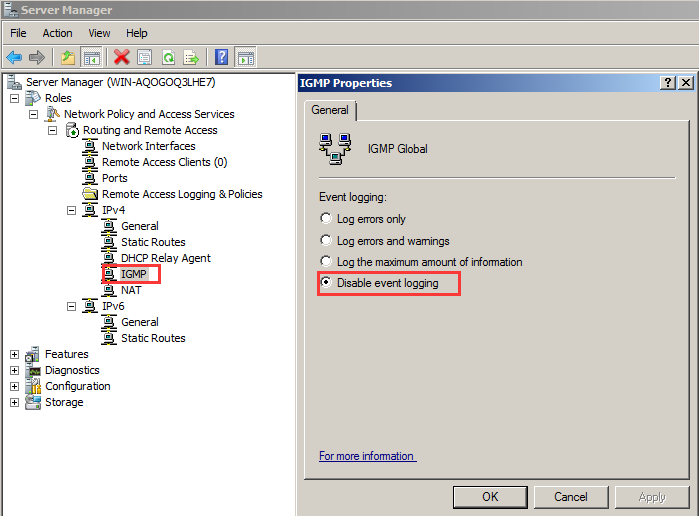 Server Manager
File Action View Help
Server Manager (WIN-AQOGOQ3LHE7)
Roles
Network Policy and Access Services
Routing and Remote Access
Network Interfaces
Remote Access Clients (0)
Ports
Remote Access Logging & Policies
IPv4
General
Static Routes
DHCP Relay Agent
IGMP
NAT
IPv6
General
Static Routes
Features
Diagnostics
Configuration
Storage
IGMP Properties
General
IGMP Global
Event logging:
Log errors only
Log errors and warnings
Log the maximum amount of information
Disable event logging
For more information
OK Cancel Apply